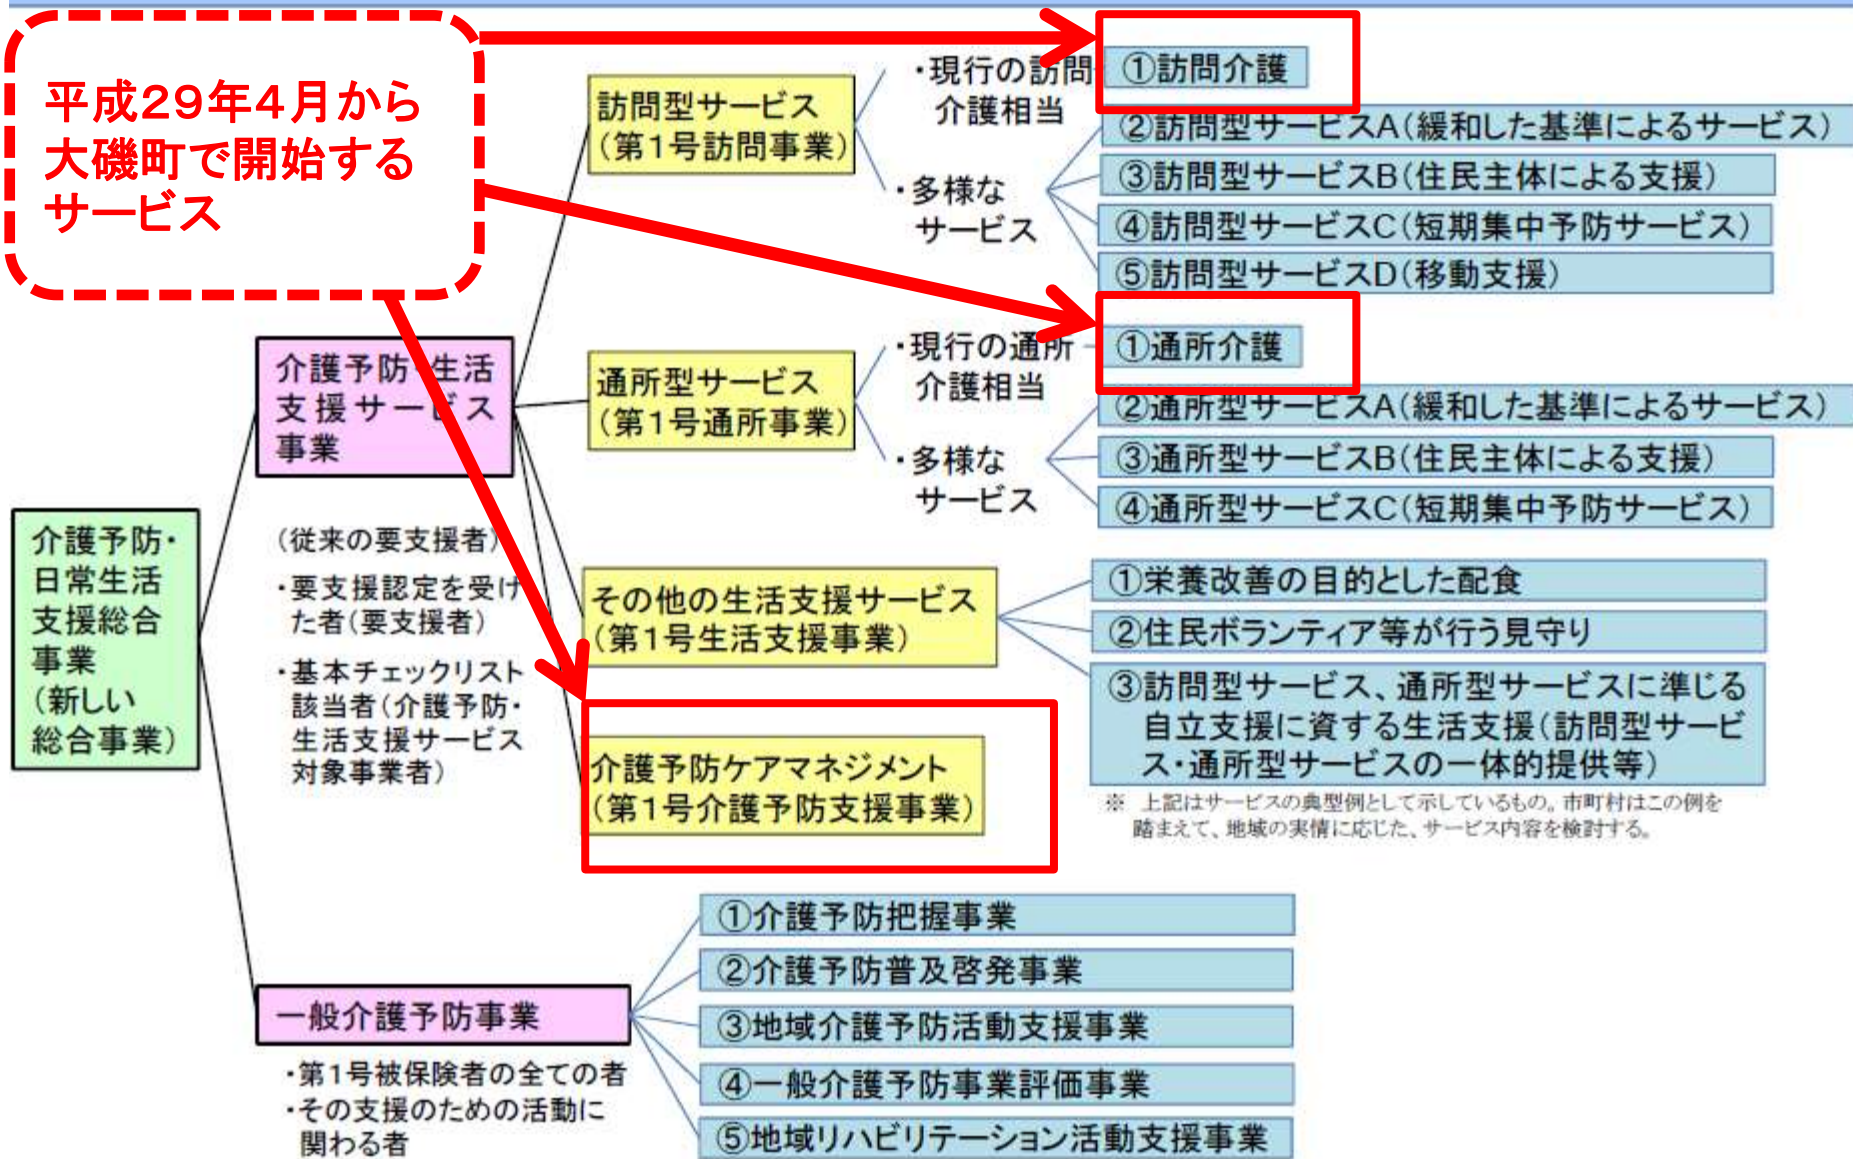 平成29年4月から
大磯町で開始する
サービス
介護予防・
日常生活
支援総合
事業
（新しい
総合事業）
介護予防・生活
支援サービス
事業
（従来の要支援者）
・要支援認定を受け
た者（要支援者）
・基本チェックリスト
該当者（介護予防・
生活支援サービス
対象事業者）
訪問型サービス
（第1号訪問事業）
・現行の訪問
介護相当
①訪問介護
・多様な
サービス
②訪問型サービスA（緩和した基準によるサービス）
③訪問型サービスB（住民主体による支援）
④訪問型サービスC（短期集中予防サービス）
⑤訪問型サービスD（移動支援）
通所型サービス
（第1号通所事業）
・現行の通所
介護相当
①通所介護
・多様な
サービス
②通所型サービスA（緩和した基準によるサービス）
③通所型サービスB（住民主体による支援）
④通所型サービスC（短期集中予防サービス）
その他の生活支援サービス
（第1号生活支援事業）
①栄養改善の目的とした配食
②住民ボランティア等が行う見守り
③訪問型サービス、通所型サービスに準じる
自立支援に資する生活支援（訪問型サービ
ス・通所型サービスの一体的提供等）
介護予防ケアマネジメント
（第1号介護予防支援事業）
※ 上記はサービスの典型例として示しているもの。市町村はこの例を
踏まえて、地域の実情に応じた、サービス内容を検討する。
一般介護予防事業
・第1号被保険者の全ての者
・その支援のための活動に
関わる者
①介護予防把握事業
②介護予防普及啓発事業
③地域介護予防活動支援事業
④一般介護予防事業評価事業
⑤地域リハビリテーション活動支援事業